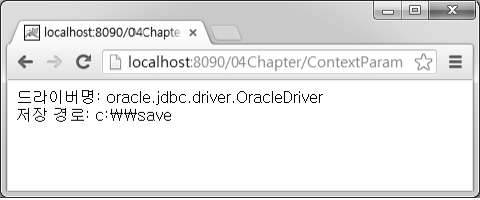 localhost:8090/04Chapte
localhost:8090/04Chapter/ContextParam
드라이버명: oracle.jdbc.driver.OracleDriver
저장 경로: c:₩₩save